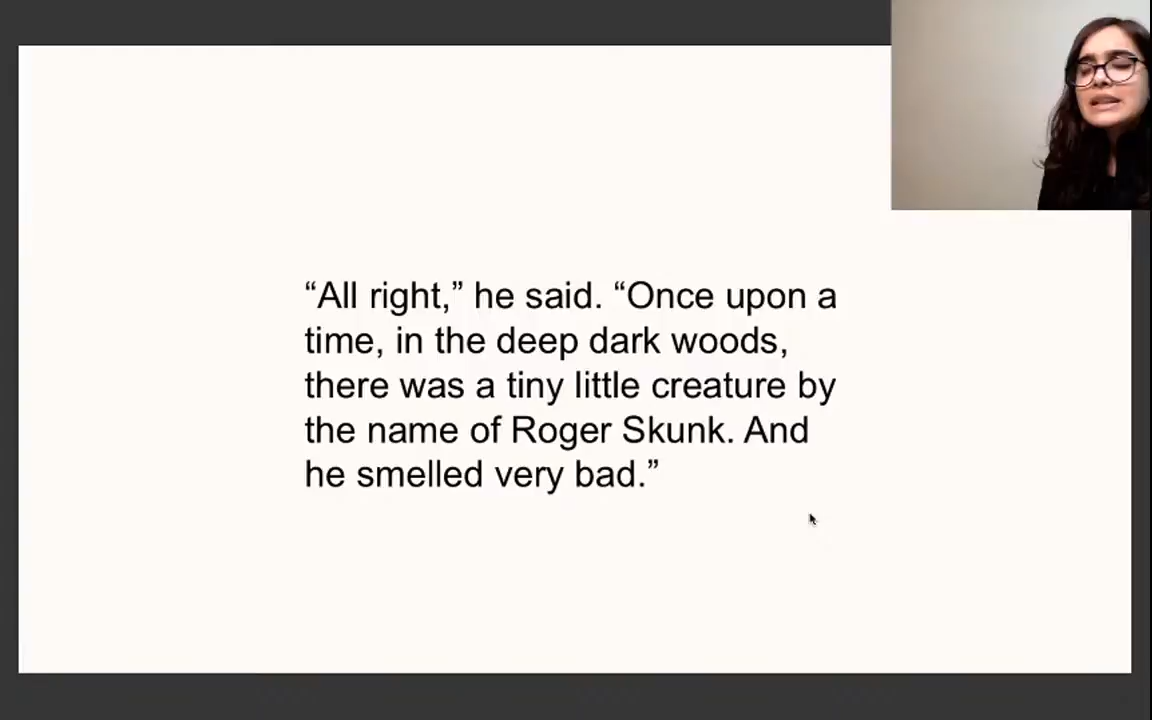 “All right,” he said. “Once upon a
time, in the deep dark woods,
there was a tiny little creature by
the name of Roger Skunk. And
he smelled very bad.”